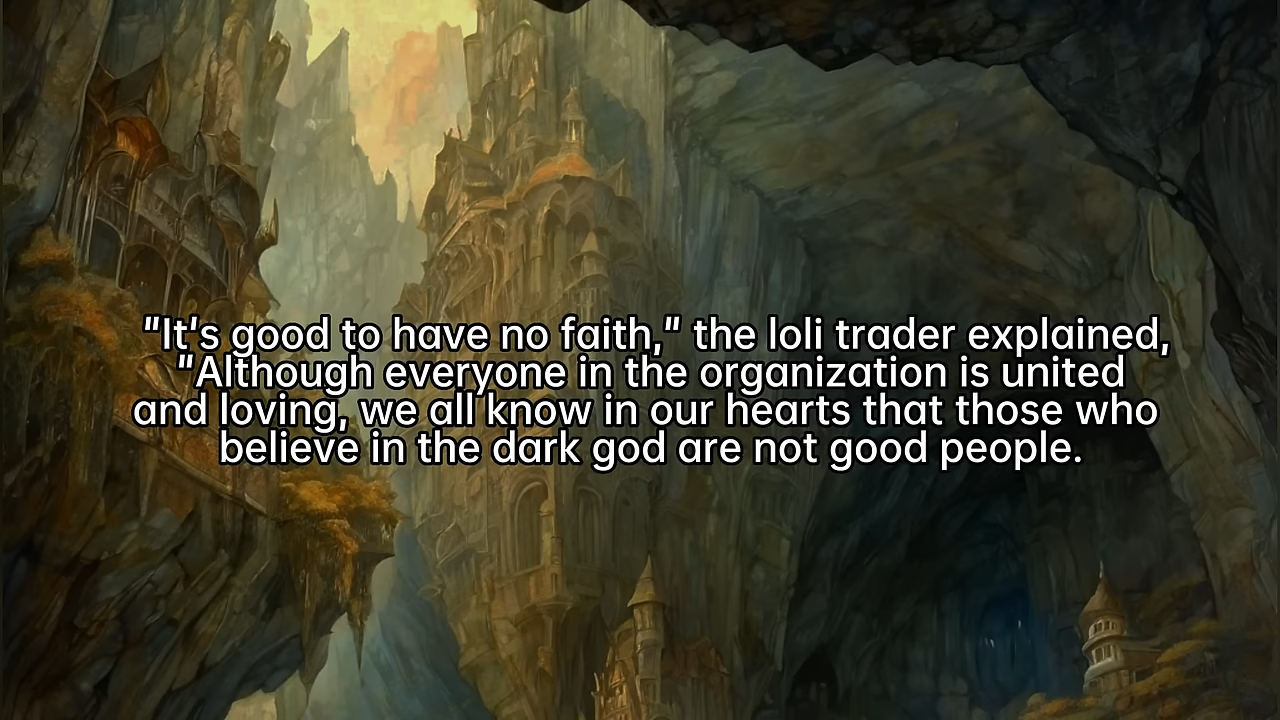 "It's good to have no faith," the loli trader explained,
"Although everyone in the organization is united
and loving, we all know in our hearts that those who
believe in the dark god are not good people.